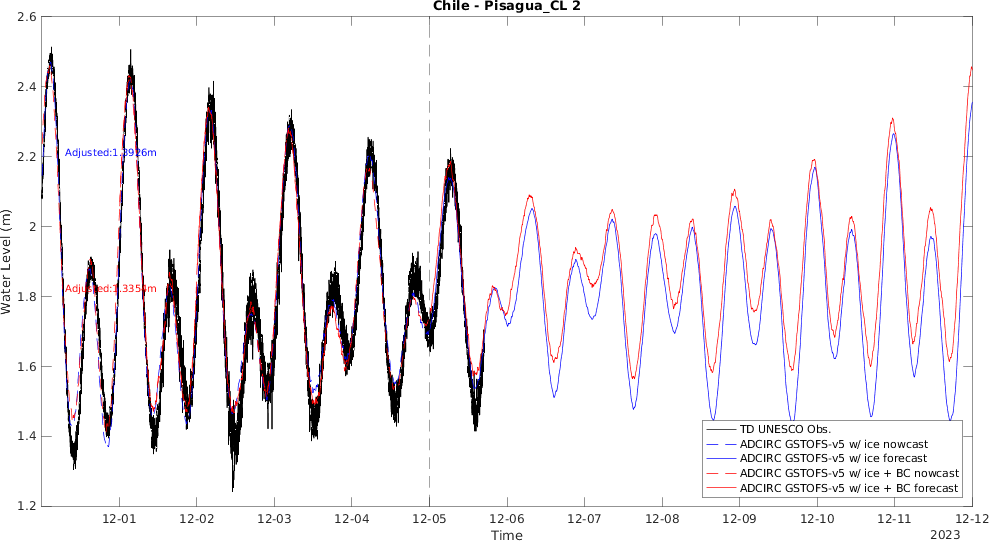 Chile - Pisagua_CL 2
Water Level (m)
2.6
2.4
2.2
2
1.8
1.6
1.4
1.2
Adjusted:1.3926m
Adjusted:1.3354m
TD UNESCO Obs.
ADCIRC GSTOFS-v5 w/ ice nowcast
ADCIRC GSTOFS-v5 w/ ice forecast
ADCIRC GSTOFS-v5 w/ ice + BC nowcast
ADCIRC GSTOFS-v5 w/ ice + BC forecast
12-01 12-02 12-03 12-04 12-05 12-06 12-07 12-08 12-09 12-10 12-11 12-12
Time
2023